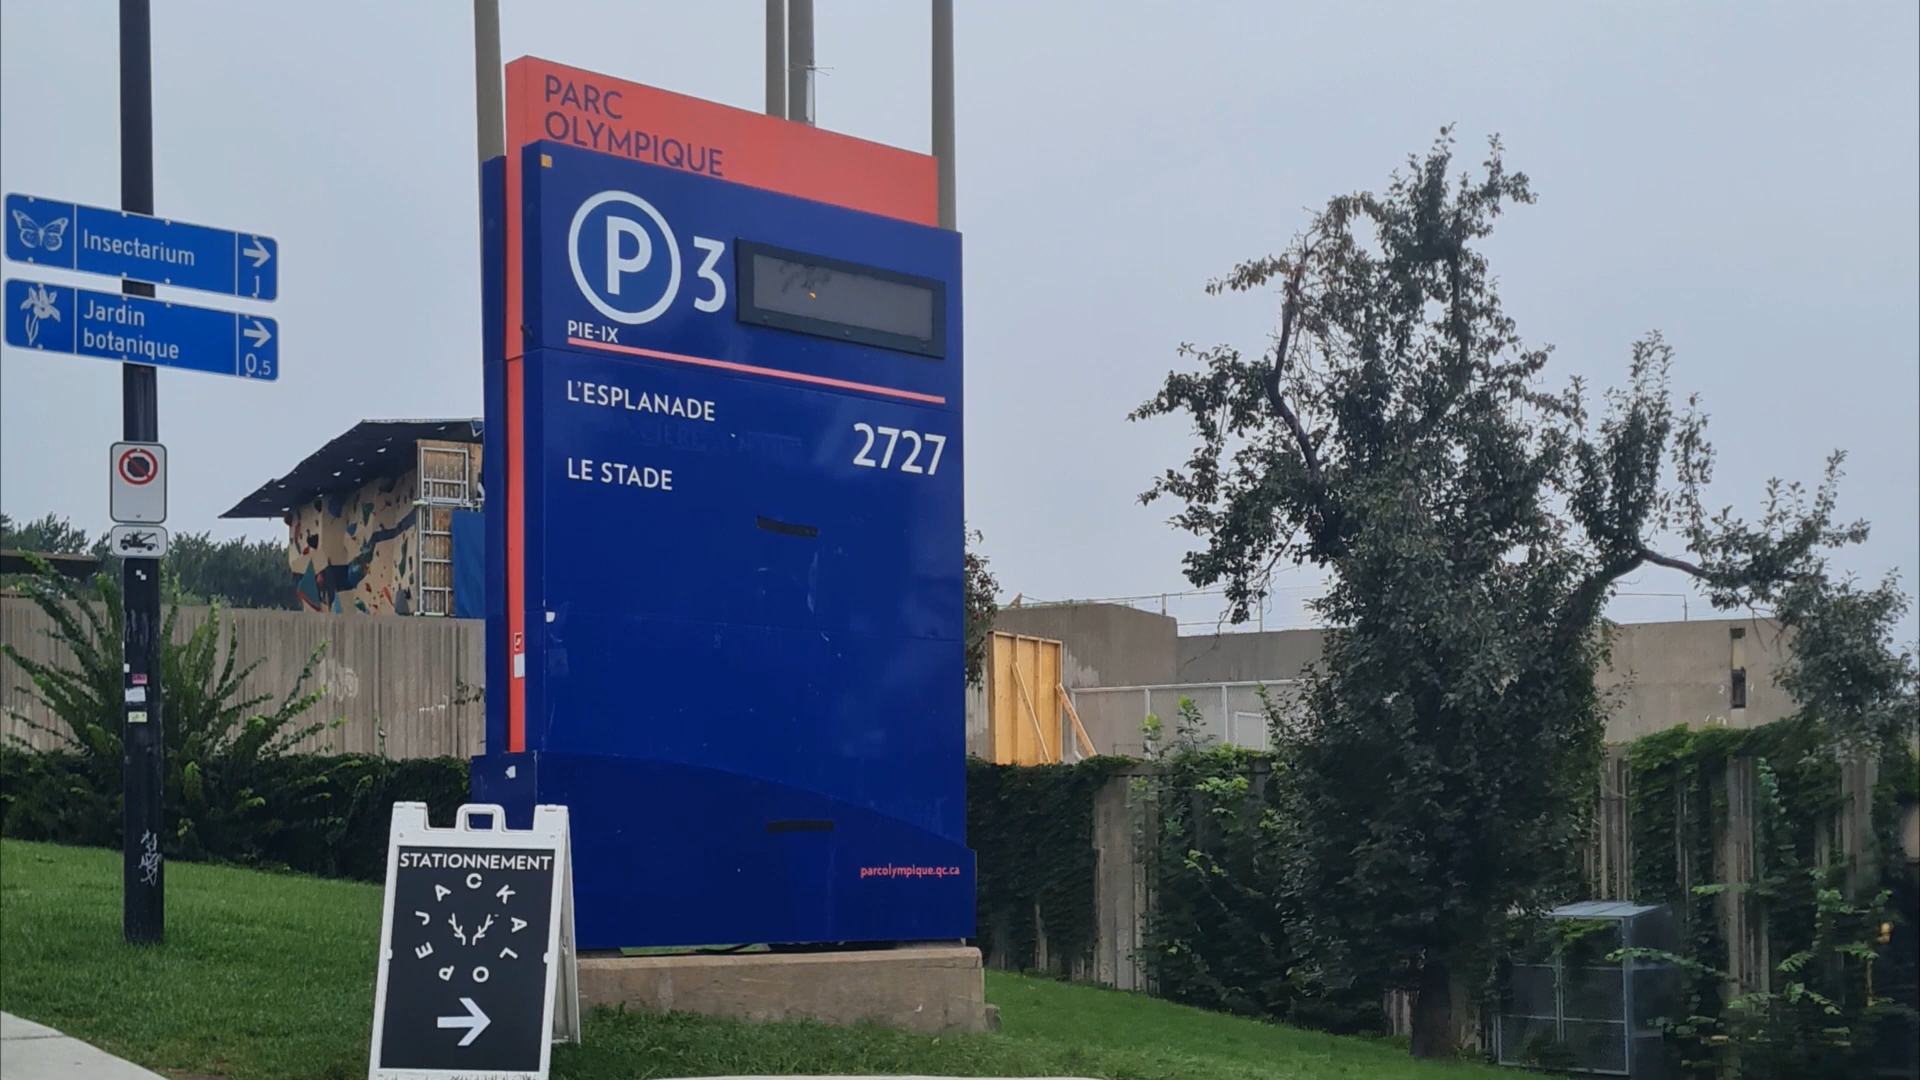 Insectarium
1
Jardin
botanique
0,5
PARC
OLYMPIQUE
P 3
PIE-IX
L'ESPLANADE
2727
LE STADE
parcolympique.qc.ca
STATIONNEMENT
JACKALOPE